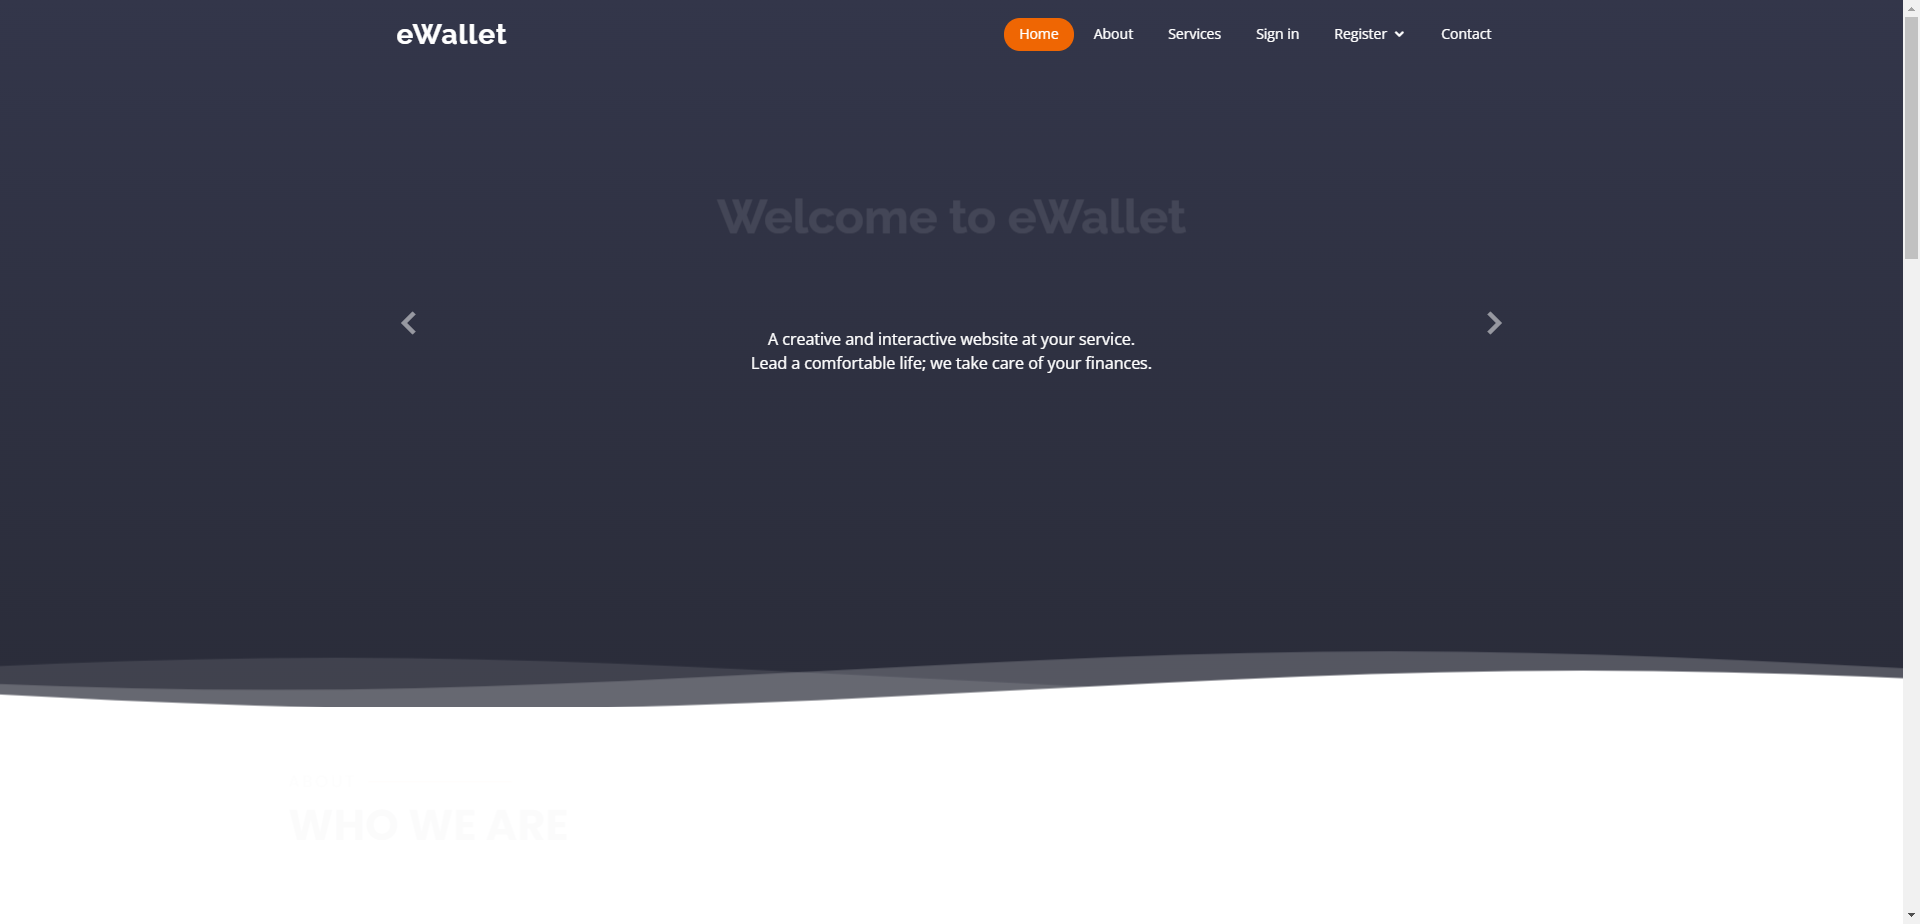 eWallet
Home About Services Sign in Register Contact
Welcome to eWallet
A creative and interactive website at your service.
Lead a comfortable life; we take care of your finances.
WHO WE ARE